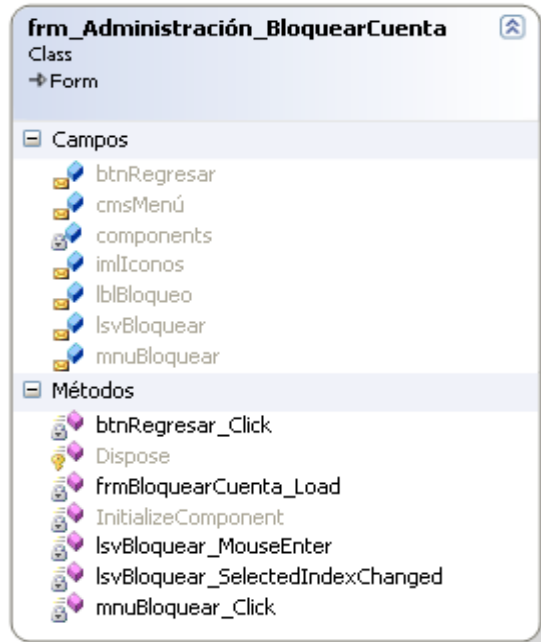 frm_Administración_BloquearCuenta
Class
Form
Campos
btnRegresar
cmsMenú
components
imlIconos
lblBloqueo
lsvBloquear
mnuBloquear
Métodos
btnRegresar_Click
Dispose
frmBloquearCuenta_Load
InitializeComponent
lsvBloquear_MouseEnter
lsvBloquear_SelectedIndexChanged
mnuBloquear_Click